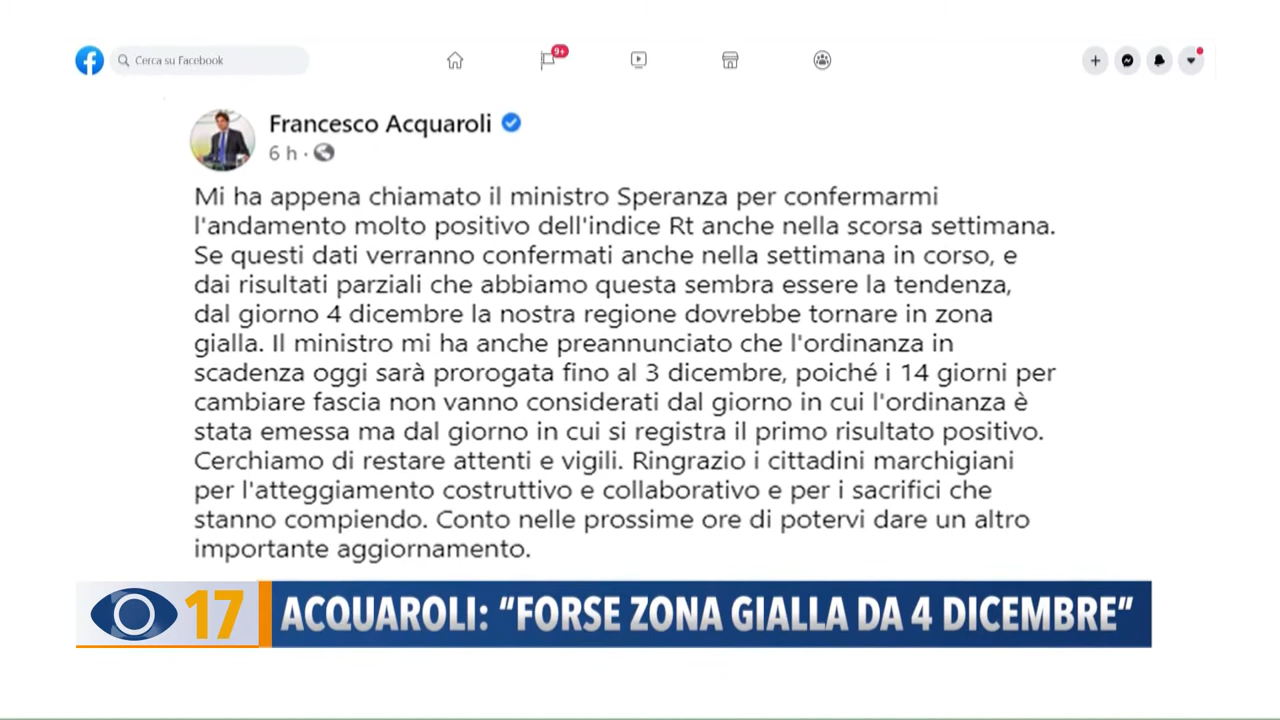 Cerca su Facebook
9+
Francesco Acquaroli
6 h ·
Mi ha appena chiamato il ministro Speranza per confermarmi
l'andamento molto positivo dell'indice Rt anche nella scorsa settimana.
Se questi dati verranno confermati anche nella settimana in corso, e
dai risultati parziali che abbiamo questa sembra essere la tendenza,
dal giorno 4 dicembre la nostra regione dovrebbe tornare in zona
gialla. Il ministro mi ha anche preannunciato che l'ordinanza in
scadenza oggi sarà prorogata fino al 3 dicembre, poiché i 14 giorni per
cambiare fascia non vanno considerati dal giorno in cui l'ordinanza è
stata emessa ma dal giorno in cui si registra il primo risultato positivo.
Cerchiamo di restare attenti e vigili. Ringrazio i cittadini marchigiani
per l'atteggiamento costruttivo e collaborativo e per i sacrifici che
stanno compiendo. Conto nelle prossime ore di potervi dare un altro
importante aggiornamento.
17
ACQUAROLI: “FORSE ZONA GIALLA DA 4 DICEMBRE”